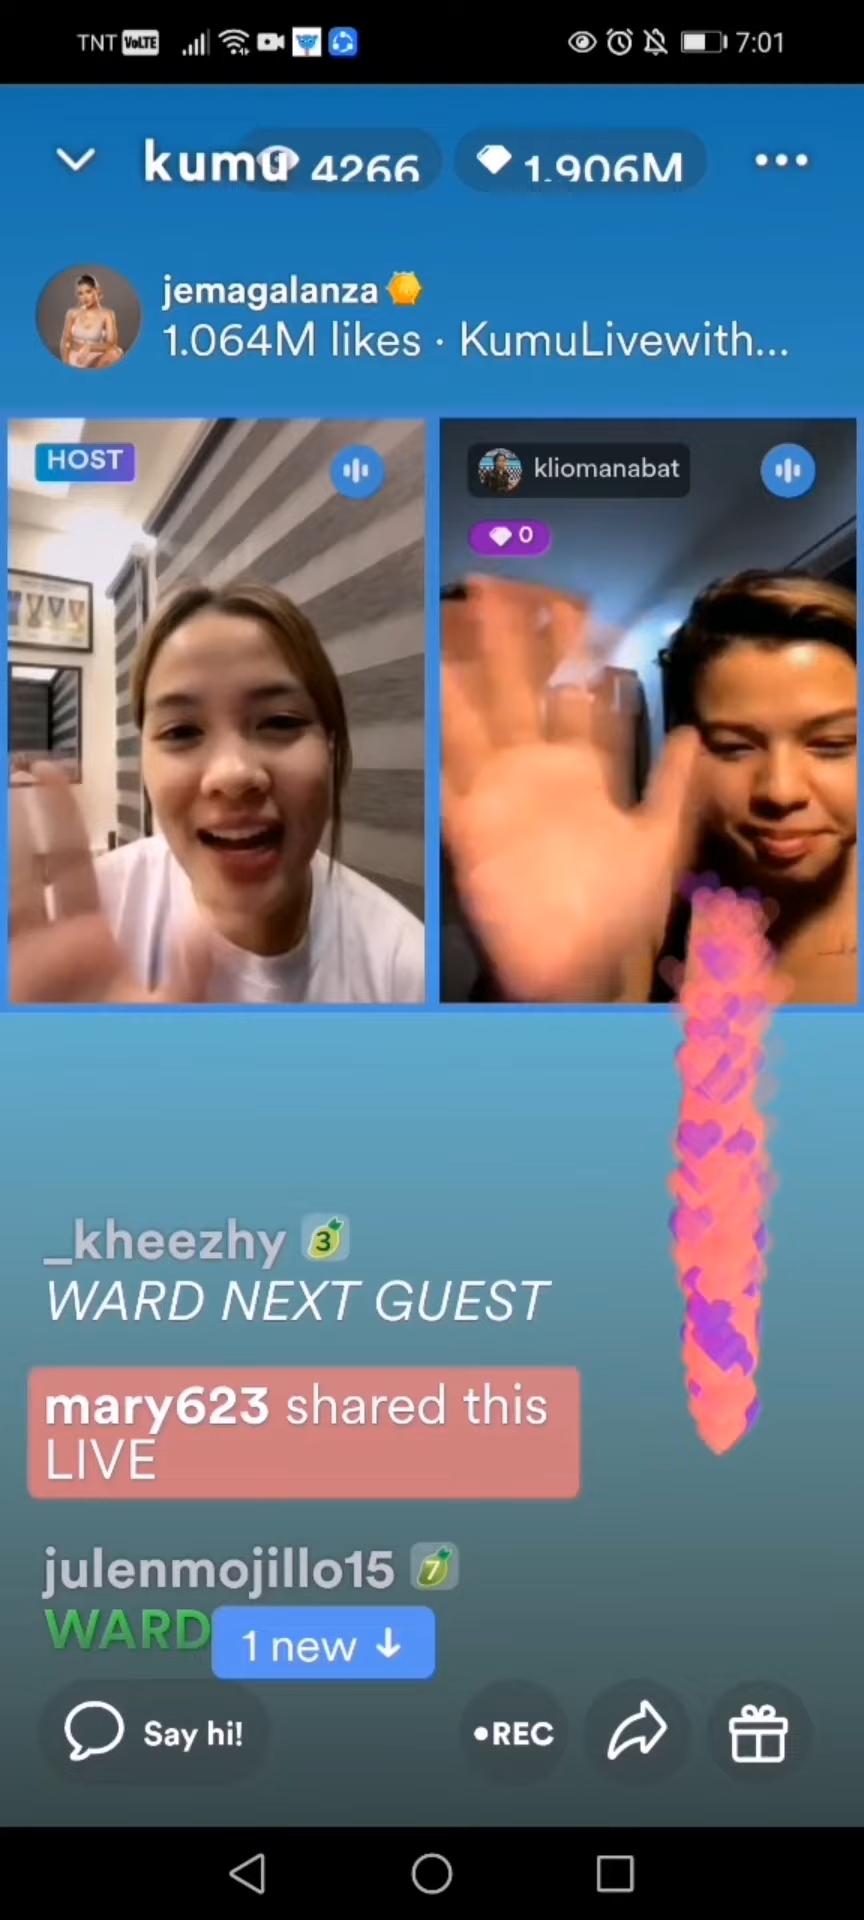 TNT VoLTE 7:01
kumu 4266 1.906M
jemagalanza
1.064M likes · KumuLivewith...
HOST
kliomanabat
0
_kheezhy 3
WARD NEXT GUEST
mary623 shared this
LIVE
julenmojillo15 7
WARD
1 new ↓
Say hi!
•REC